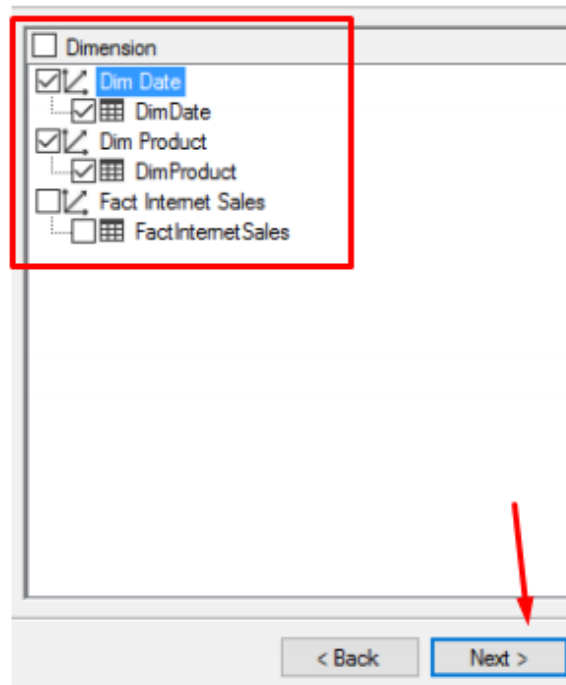 Dimension
Dim Date
DimDate
Dim Product
DimProduct
Fact Internet Sales
FactInternetSales
< Back
Next >